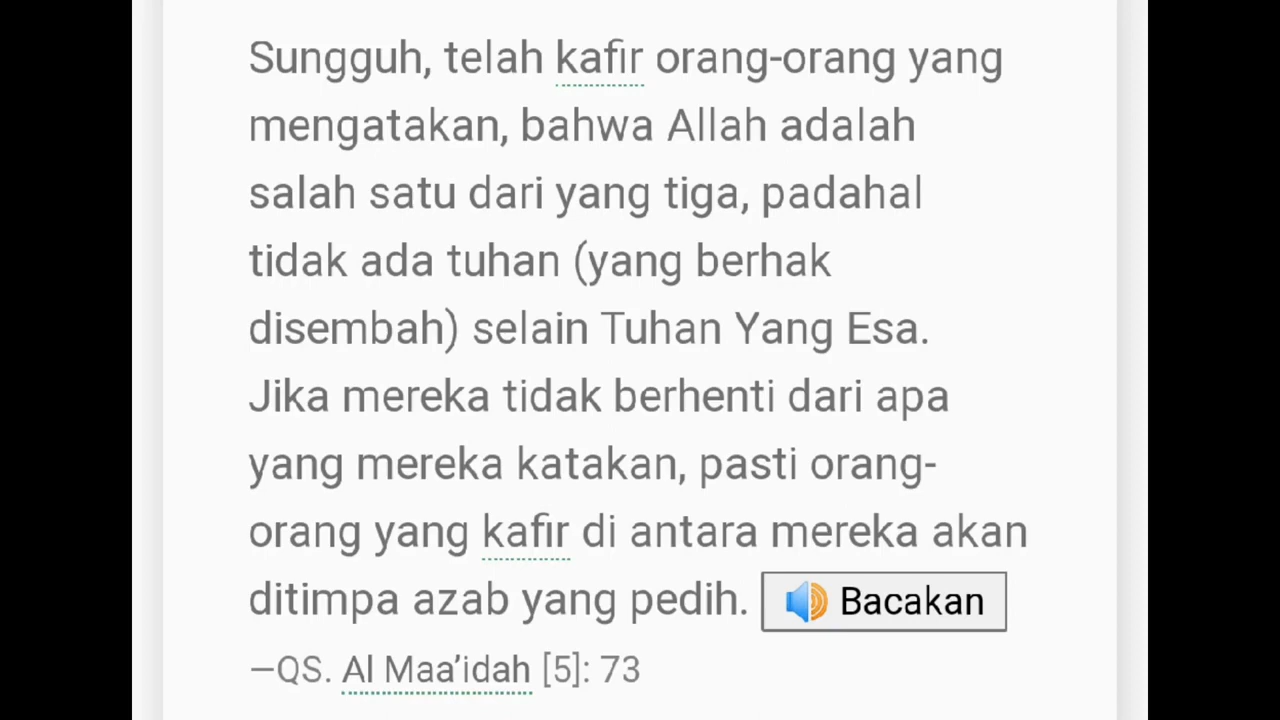 Sungguh, telah kafir orang-orang yang
mengatakan, bahwa Allah adalah
salah satu dari yang tiga, padahal
tidak ada tuhan (yang berhak
disembah) selain Tuhan Yang Esa.
Jika mereka tidak berhenti dari apa
yang mereka katakan, pasti orang-
orang yang kafir di antara mereka akan
ditimpa azab yang pedih. Bacakan
—QS. Al Maa’idah [5]: 73